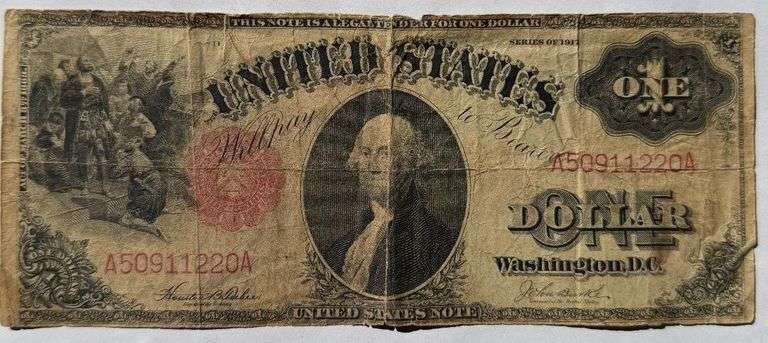 THIS NOTE IS A LEGAL TENDER FOR ONE DOLLAR
SERIES OF 1917
UNITED STATES
ONE
Will pay to Bearer
A50911220A
ONE
DOLLAR
Washington, D.C.
A50911220A
UNITED STATES NOTE